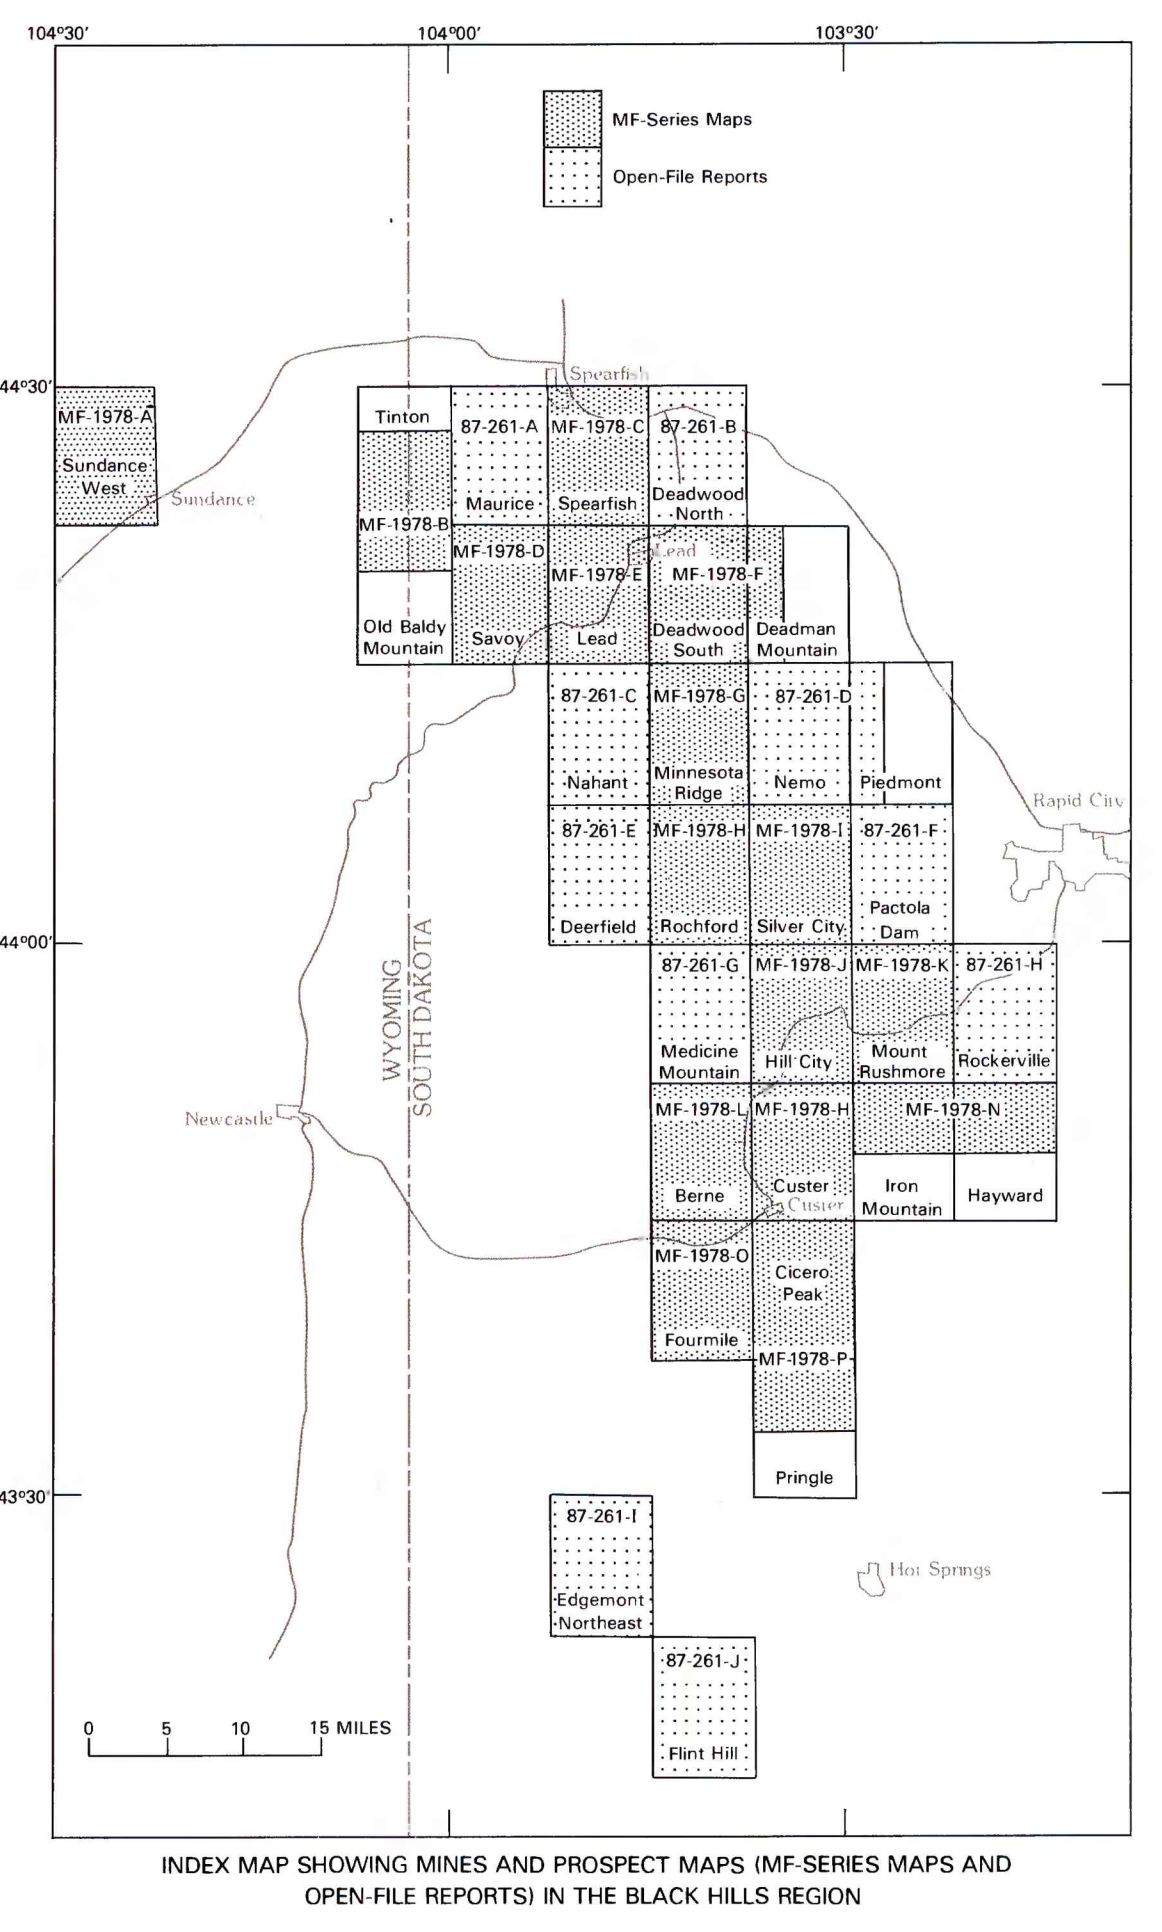 104°30′
104°00′
103°30′
MF-Series Maps
Open-File Reports
Spearfish
44°30′
MF-1978-A
Sundance
West
Sundance
Tinton
MF-1978-B
Old Baldy
Mountain
87-261-A
Maurice
MF-1978-C
Spearfish
87-261-B
Deadwood
North
MF-1978-D
Savoy
MF-1978-E
Lead
Lead
MF-1978-F
Deadwood
South
Deadman
Mountain
87-261-C
Nahant
MF-1978-G
Minnesota
Ridge
87-261-D
Nemo
Piedmont
Rapid City
87-261-E
Deerfield
MF-1978-H
Rochford
MF-1978-I
Silver City
87-261-F
Pactola
Dam
44°00′
WYOMING
SOUTH DAKOTA
87-261-G
Medicine
Mountain
MF-1978-J
Hill City
MF-1978-K
Mount
Rushmore
87-261-H
Rockerville
Newcastle
MF-1978-L
Berne
MF-1978-H
Custer
Custer
MF-1978-N
Iron
Mountain
Hayward
MF-1978-O
Fourmile
Cicero
Peak
MF-1978-P
Pringle
43°30′
87-261-I
Edgemont
Northeast
Hot Springs
87-261-J
Flint Hill
0 5 10 15 MILES
INDEX MAP SHOWING MINES AND PROSPECT MAPS (MF-SERIES MAPS AND
OPEN-FILE REPORTS) IN THE BLACK HILLS REGION